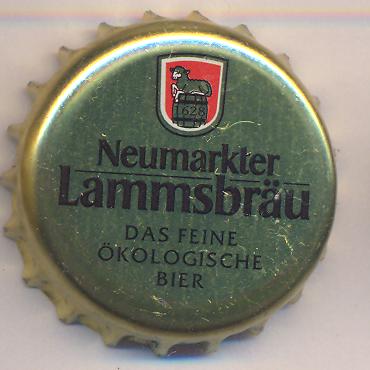 1628
Neumarkter
Lammsbräu
DAS FEINE
ÖKOLOGISCHE
BIER